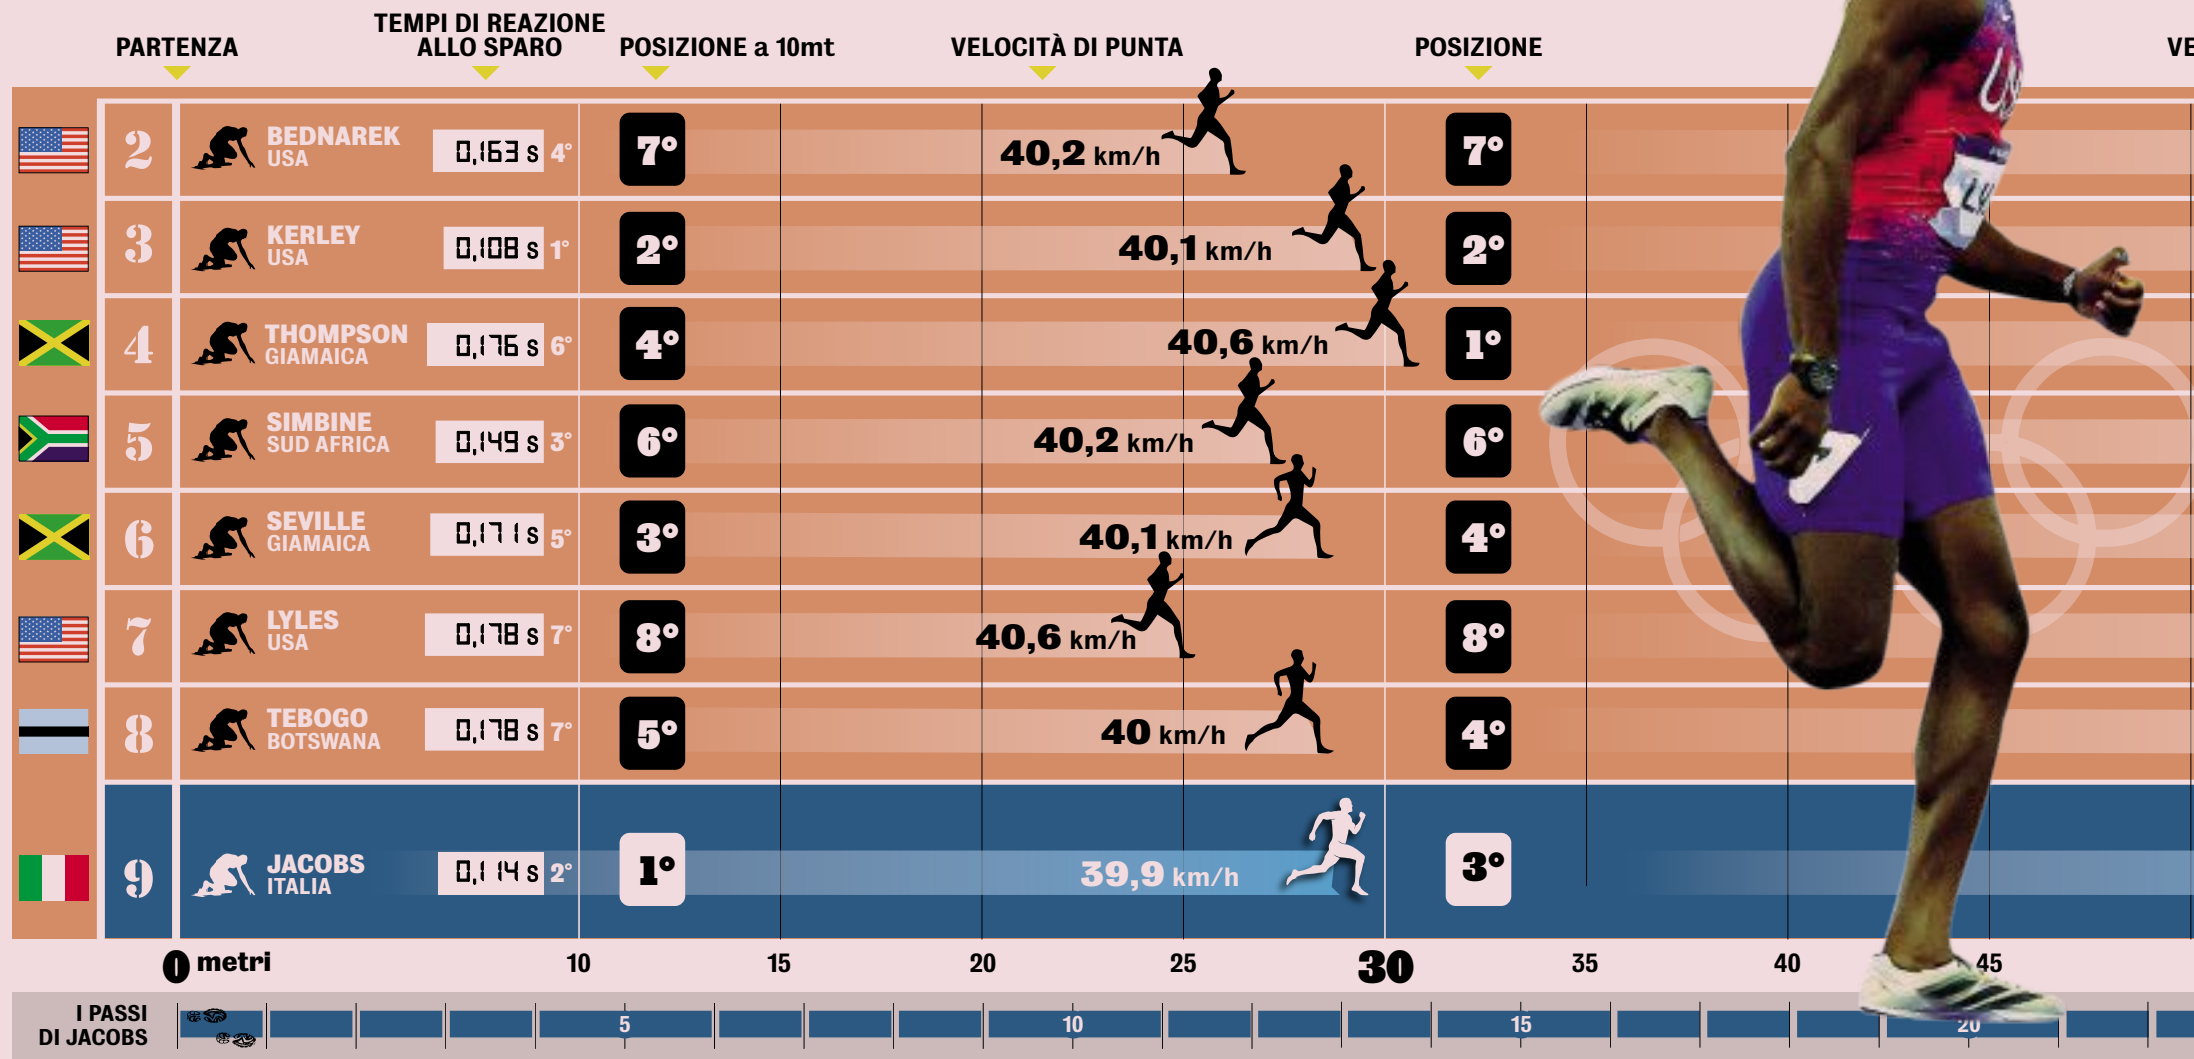 TEMPI DI REAZIONE
PARTENZA ALLO SPARO POSIZIONE a 10mt VELOCITÀ DI PUNTA POSIZIONE
2 BEDNAREK USA 0,163 s 4° 7° 40,2 km/h 7°
3 KERLEY USA 0,108 s 1° 2° 40,1 km/h 2°
4 THOMPSON GIAMAICA 0,176 s 6° 4° 40,6 km/h 1°
5 SIMBINE SUD AFRICA 0,149 s 3° 6° 40,2 km/h 6°
6 SEVILLE GIAMAICA 0,171 s 5° 3° 40,1 km/h 4°
7 LYLES USA 0,178 s 7° 8° 40,6 km/h 8°
8 TEBOGO BOTSWANA 0,178 s 7° 5° 40 km/h 4°
9 JACOBS ITALIA 0,114 s 2° 1° 39,9 km/h 3°
0 metri 10 15 20 25 30 35 40 45
I PASSI
DI JACOBS 5 10 15 20